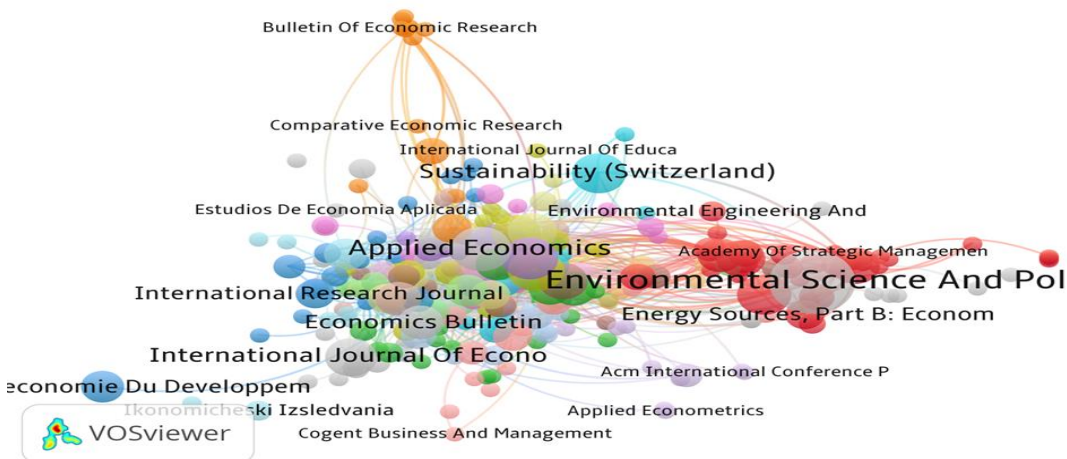 Bulletin Of Economic Research
Comparative Economic Research
International Journal Of Educa
Sustainability (Switzerland)
Estudios De Economia Aplicada
Environmental Engineering And
Applied Economics
Academy Of Strategic Managemen
Environmental Science And Pol
International Research Journal
Energy Sources, Part B: Econom
Economics Bulletin
International Journal Of Econo
Acm International Conference P
economie Du Developpem
Ikonomicheski Izsledvania
Applied Econometrics
VOSviewer
Cogent Business And Management